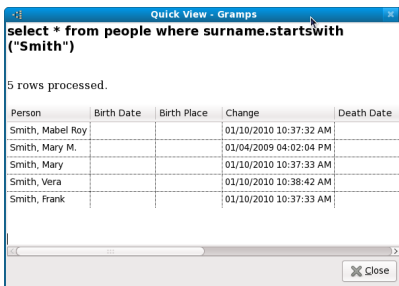 Quick View - Gramps
select * from people where surname.startswith
("Smith")
5 rows processed.
Person Birth Date Birth Place Change Death Date
Smith, Mabel Roy 01/10/2010 10:37:32 AM
Smith, Mary M. 01/04/2009 04:02:04 PM
Smith, Mary 01/10/2010 10:37:33 AM
Smith, Vera 01/10/2010 10:38:42 AM
Smith, Frank 01/10/2010 10:37:33 AM
Close